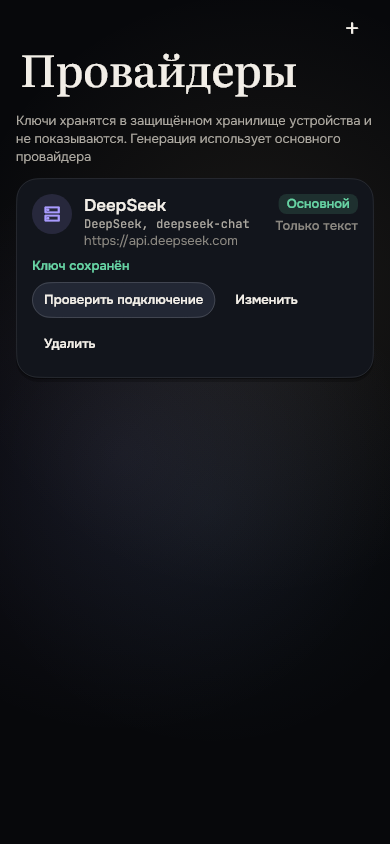 +
Провайдеры
Ключи хранятся в защищённом хранилище устройства и
не показываются. Генерация использует основного
провайдера
DeepSeek
Основной
DeepSeek, deepseek-chat
Только текст
https://api.deepseek.com
Ключ сохранён
Проверить подключение
Изменить
Удалить